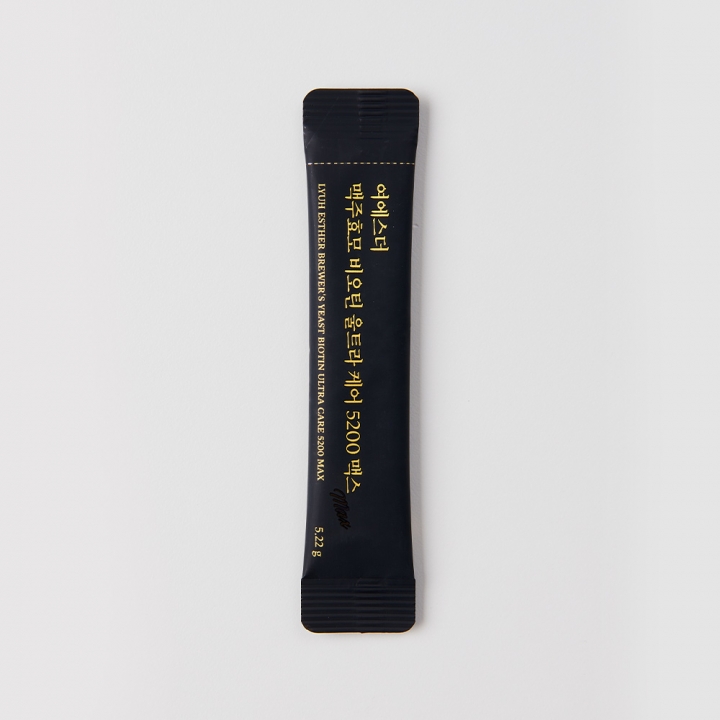 여에스더
맥주효모 비오틴 울트라 케어 5200 맥스
LYUH ESTHER BREWER'S YEAST BIOTIN ULTRA CARE 5200 MAX
5.22 g